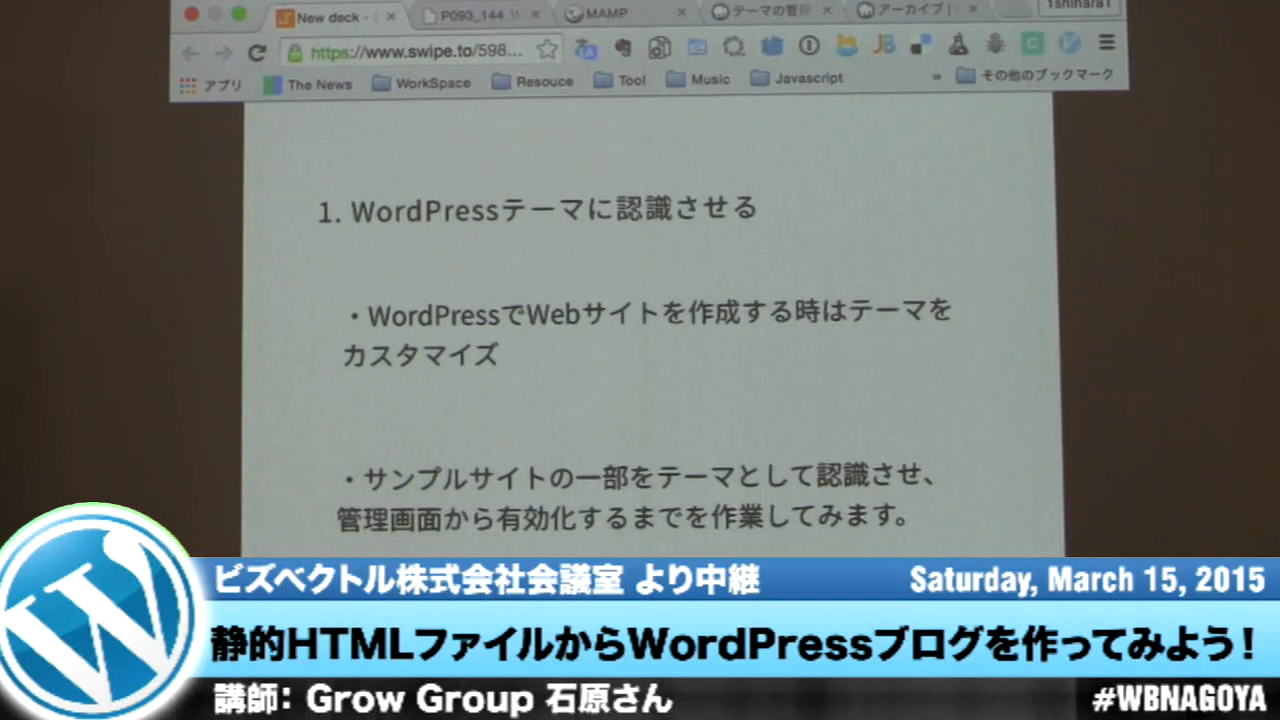 New deck -
P093_144
MAMP
テーマの管理
アーカイブ |
1shihara1
https://www.swipe.to/598...
アプリ
The News
WorkSpace
Resouce
Tool
Music
Javascript
»
その他のブックマーク
1. WordPressテーマに認識させる
・WordPressでWebサイトを作成する時はテーマを
カスタマイズ
・サンプルサイトの一部をテーマとして認識させ、
管理画面から有効化するまでを作業してみます。
ビズベクトル株式会社会議室 より中継
Saturday, March 15, 2015
静的HTMLファイルからWordPressブログを作ってみよう!
講師: Grow Group 石原さん
#WBNAGOYA